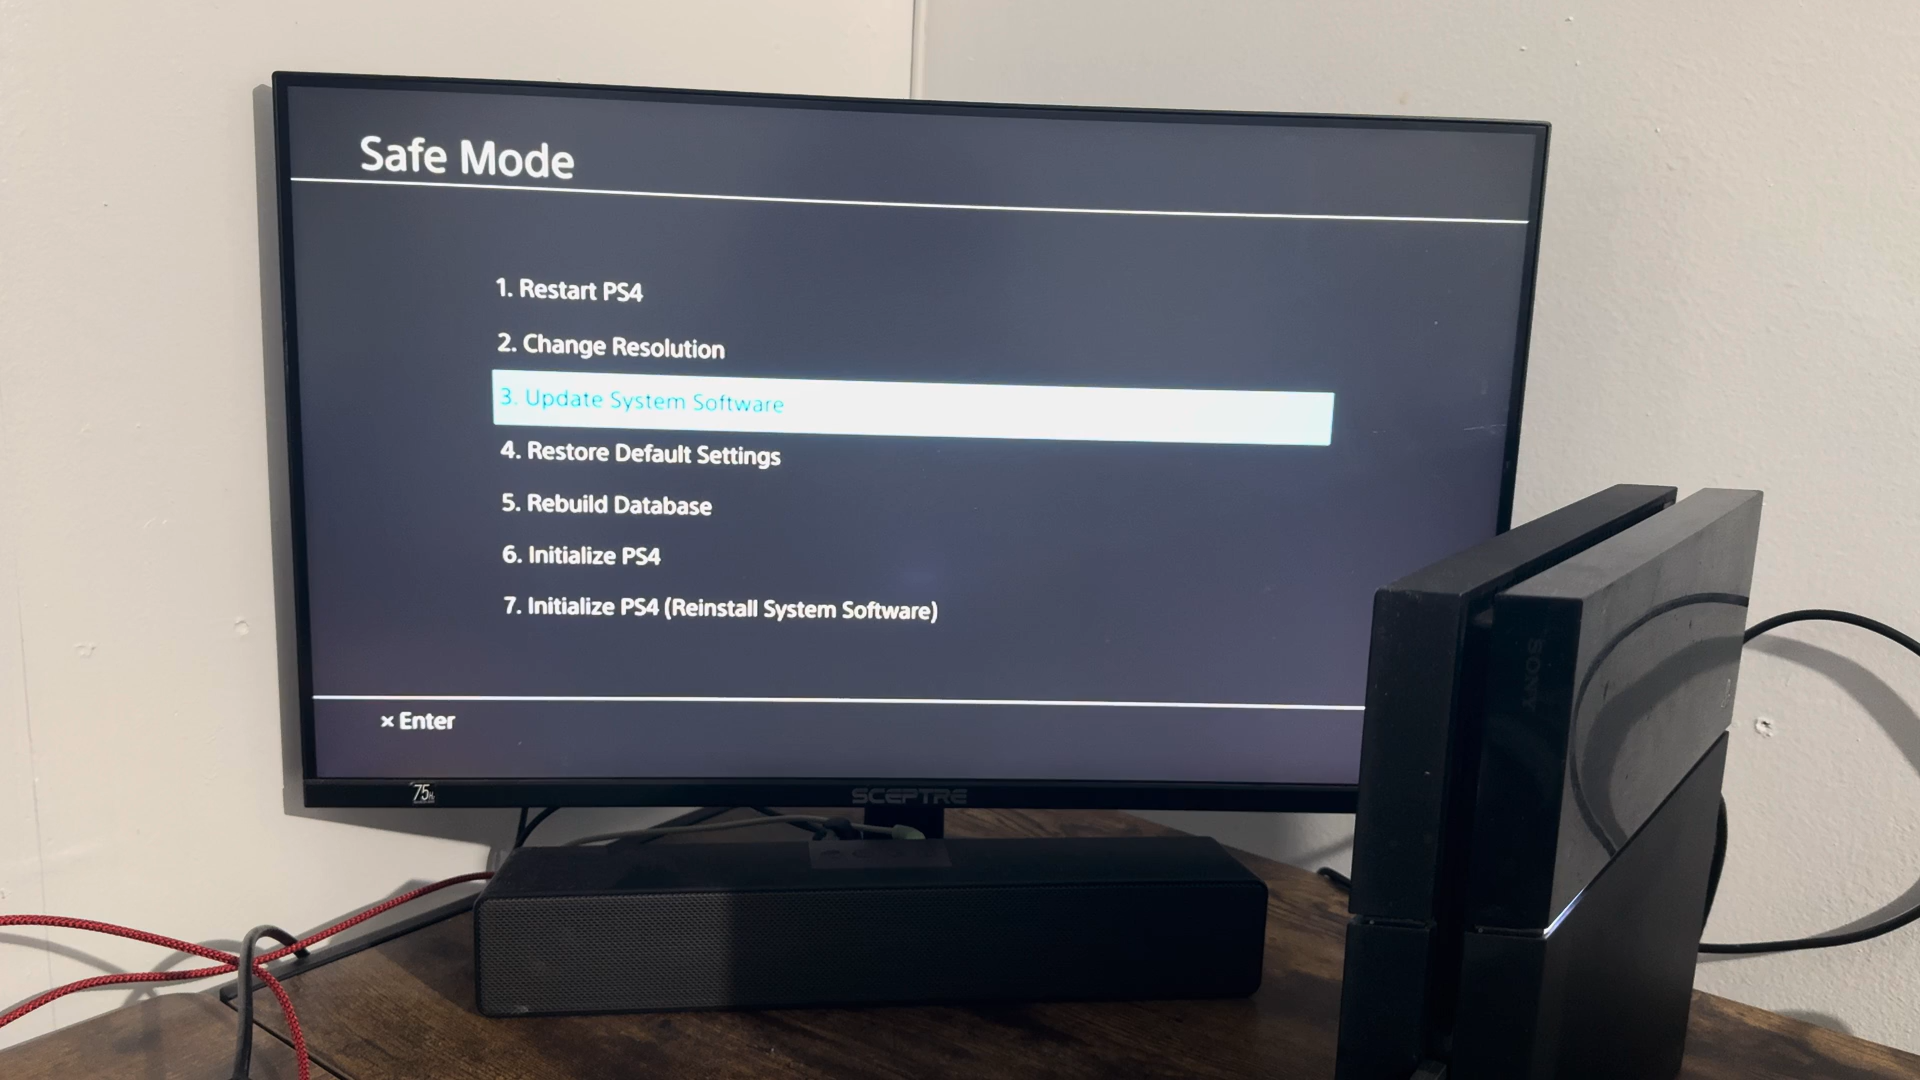 Safe Mode
1. Restart PS4
2. Change Resolution
3. Update System Software
4. Restore Default Settings
5. Rebuild Database
6. Initialize PS4
7. Initialize PS4 (Reinstall System Software)
× Enter
75Hz
SCEPTRE
SONY